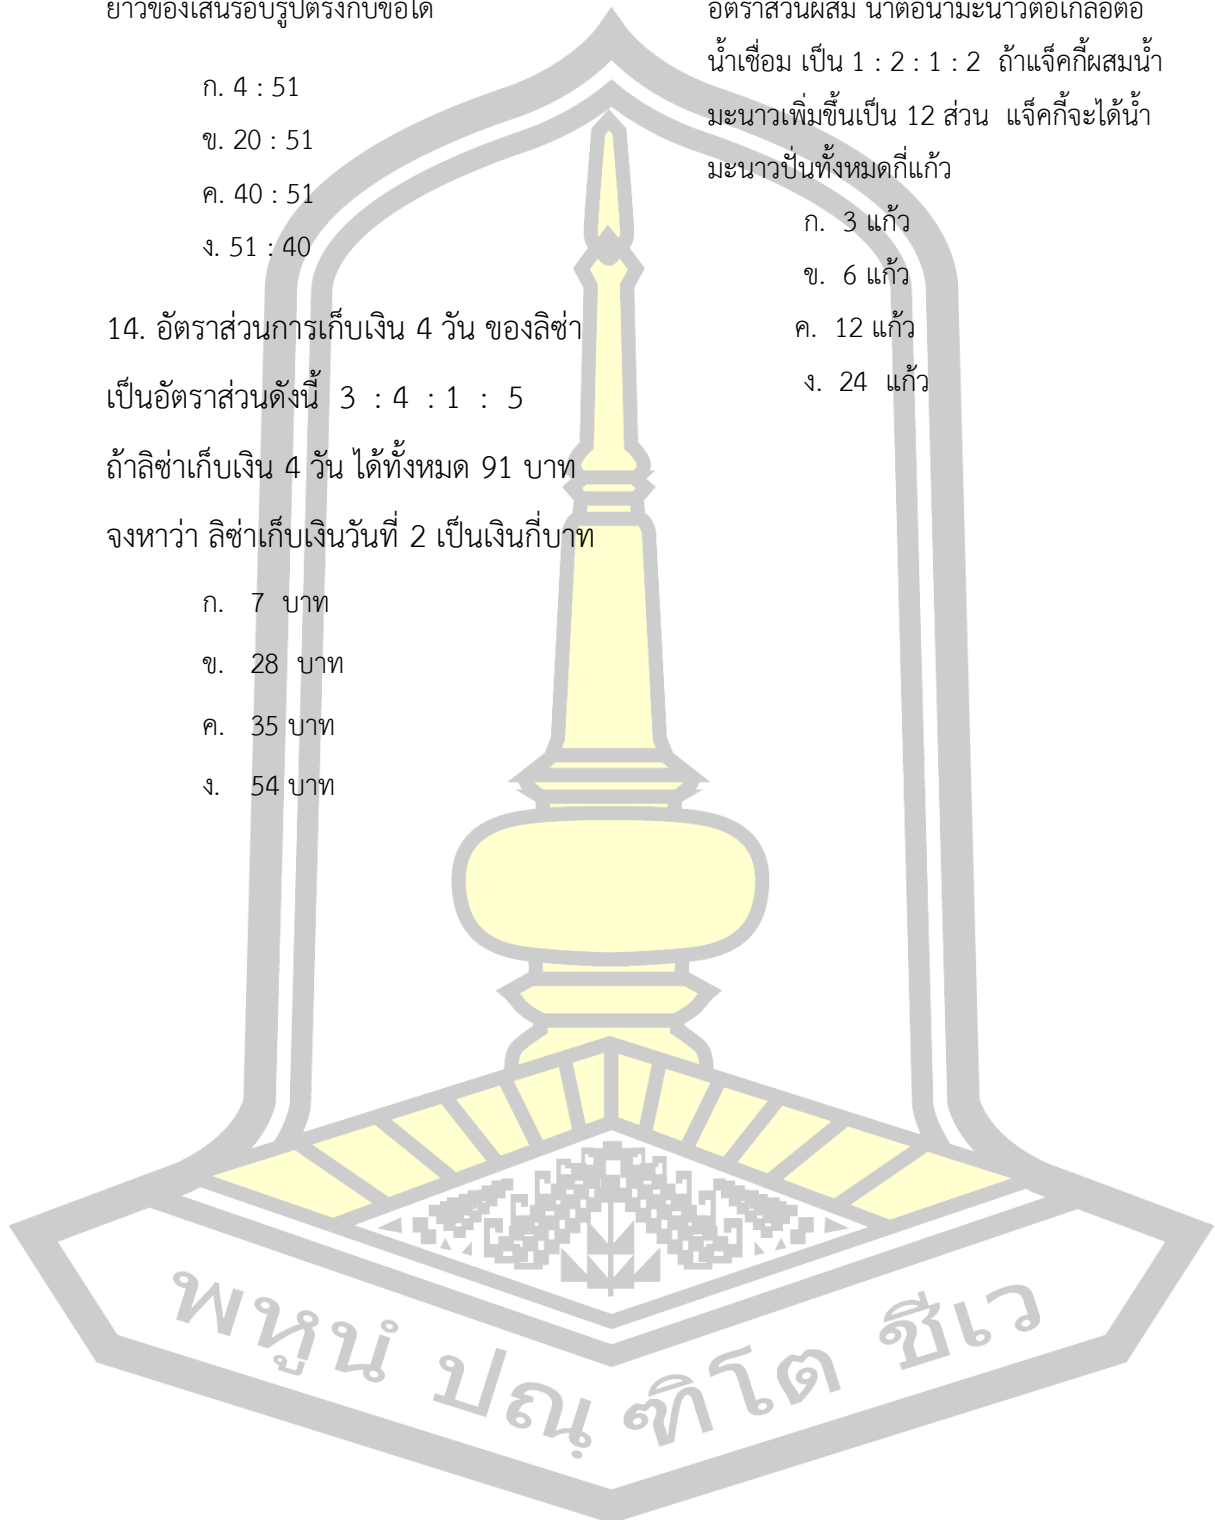 ยาวของเส้นรอบรูปตรงกับข้อใด
ก. 4 : 51
ข. 20 : 51
ค. 40 : 51
ง. 51 : 40
14. อัตราส่วนการเก็บเงิน 4 วัน ของลิซ่า
เป็นอัตราส่วนดังนี้ 3 : 4 : 1 : 5
ถ้าลิซ่าเก็บเงิน 4 วัน ได้ทั้งหมด 91 บาท
จงหาว่า ลิซ่าเก็บเงินวันที่ 2 เป็นเงินกี่บาท
ก. 7 บาท
ข. 28 บาท
ค. 35 บาท
ง. 54 บาท
อัตราส่วนผสม น้ำต่อน้ำมะนาวต่อเกลือต่อ
น้ำเชื่อม เป็น 1 : 2 : 1 : 2 ถ้าแจ็คกี้ผสมน้ำ
มะนาวเพิ่มขึ้นเป็น 12 ส่วน แจ็คกี้จะได้น้ำ
มะนาวปั่นทั้งหมดกี่แก้ว
ก. 3 แก้ว
ข. 6 แก้ว
ค. 12 แก้ว
ง. 24 แก้ว
พหูนํ ปณฺฑิโต ชีเว